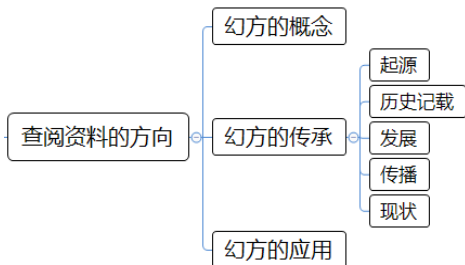 查阅资料的方向
幻方的概念
幻方的传承
起源
历史记载
发展
传播
现状
幻方的应用